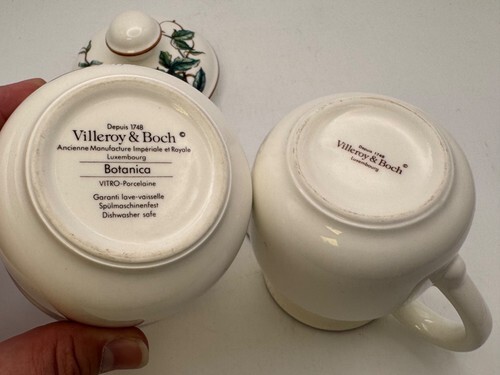 Depuis 1748
Villeroy & Boch ©
Ancienne Manufacture Impériale et Royale
Luxembourg
Botanica
VITRO-Porcelaine
Garanti lave-vaisselle
Spülmaschinenfest
Dishwasher safe
Depuis 1748
Villeroy & Boch ©
Luxembourg